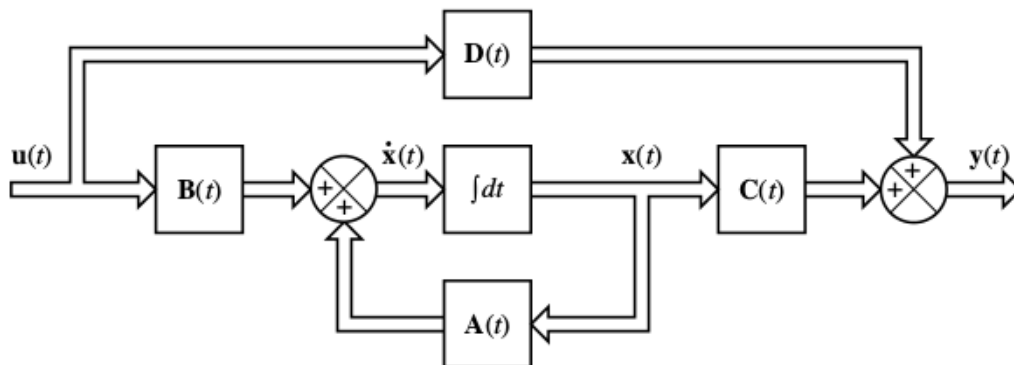 D(t)
u(t)
B(t)
+
+
ẋ(t)
∫dt
x(t)
C(t)
+
+
y(t)
A(t)